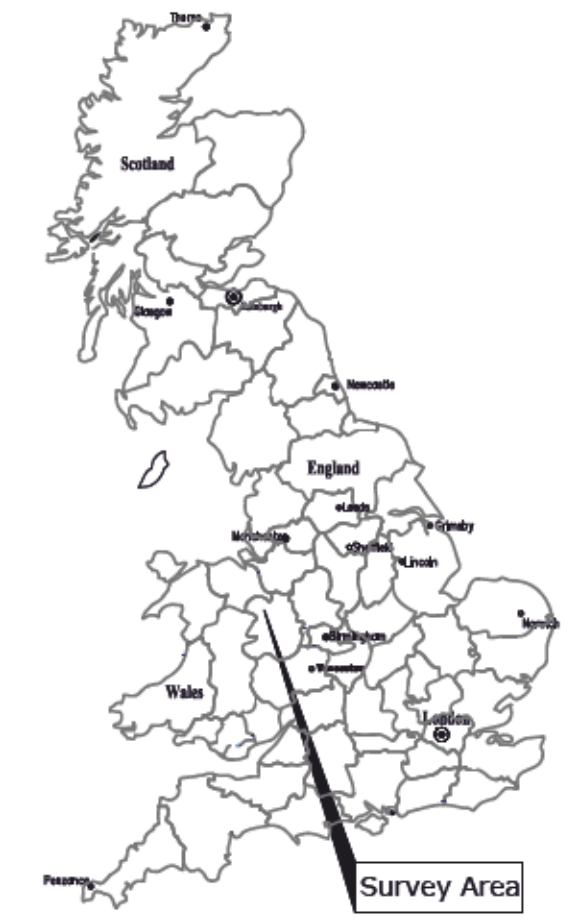 Thurso
Scotland
Glasgow
Edinburgh
Newcastle
England
Leeds
Grimsby
Manchester
Sheffield
Lincoln
Norwich
Birmingham
Worcester
Wales
London
Penzance
Survey Area